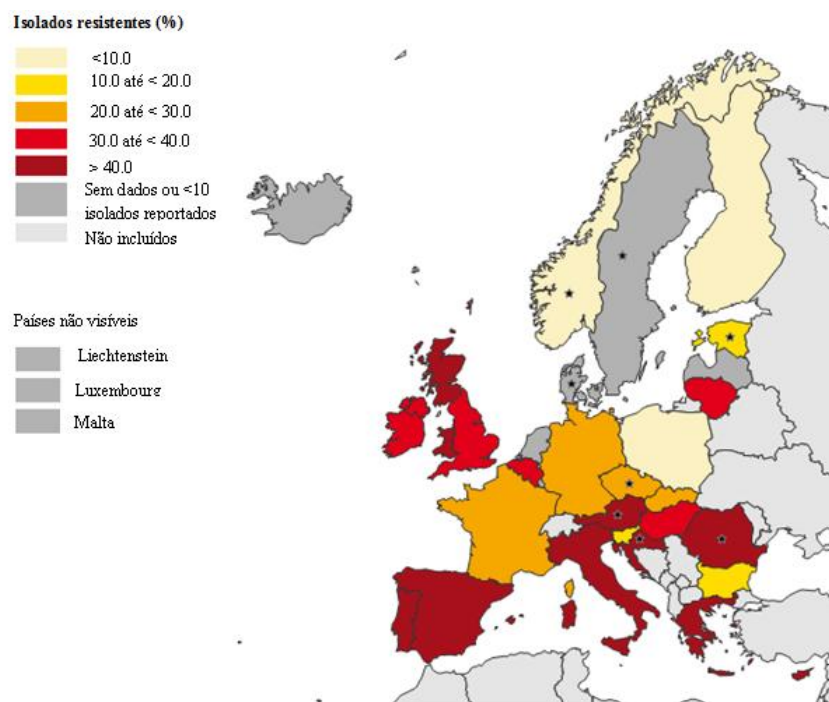 Isolados resistentes (%)
<10.0
10.0 até < 20.0
20.0 até < 30.0
30.0 até < 40.0
> 40.0
Sem dados ou <10
isolados reportados
Não incluídos
Países não visíveis
Liechtenstein
Luxembourg
Malta